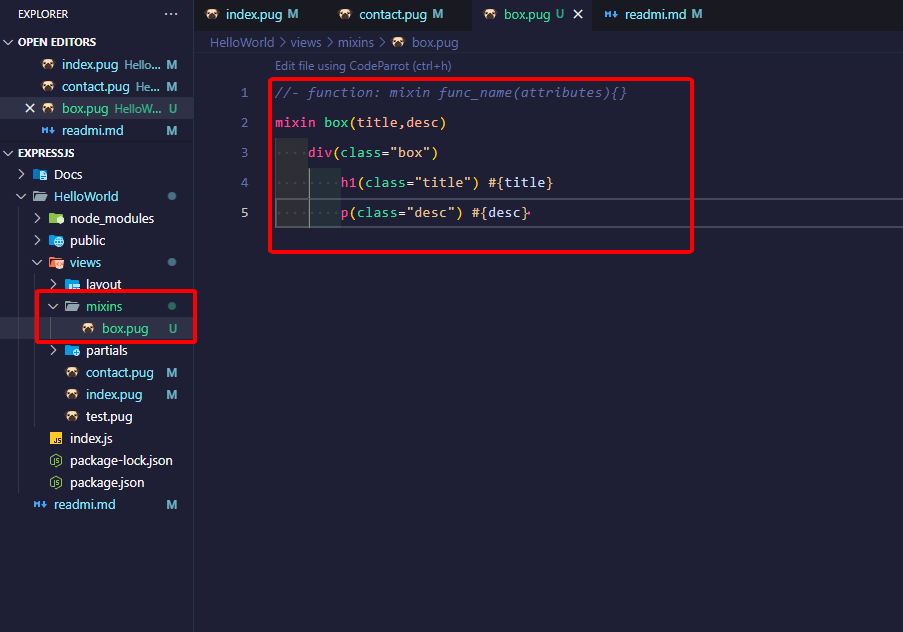 EXPLORER ···
OPEN EDITORS
index.pug Hello... M
contact.pug He... M
box.pug HelloW... U
readmi.md M
EXPRESSJS
Docs
HelloWorld
node_modules
public
views
layout
mixins
box.pug U
partials
contact.pug M
index.pug M
test.pug
index.js
package-lock.json
package.json
readmi.md M
index.pug M contact.pug M box.pug U readmi.md M
HelloWorld > views > mixins > box.pug
Edit file using CodeParrot (ctrl+h)
1 //- function: mixin func_name(attributes){}
2 mixin box(title,desc)
3 div(class="box")
4 h1(class="title") #{title}
5 p(class="desc") #{desc}